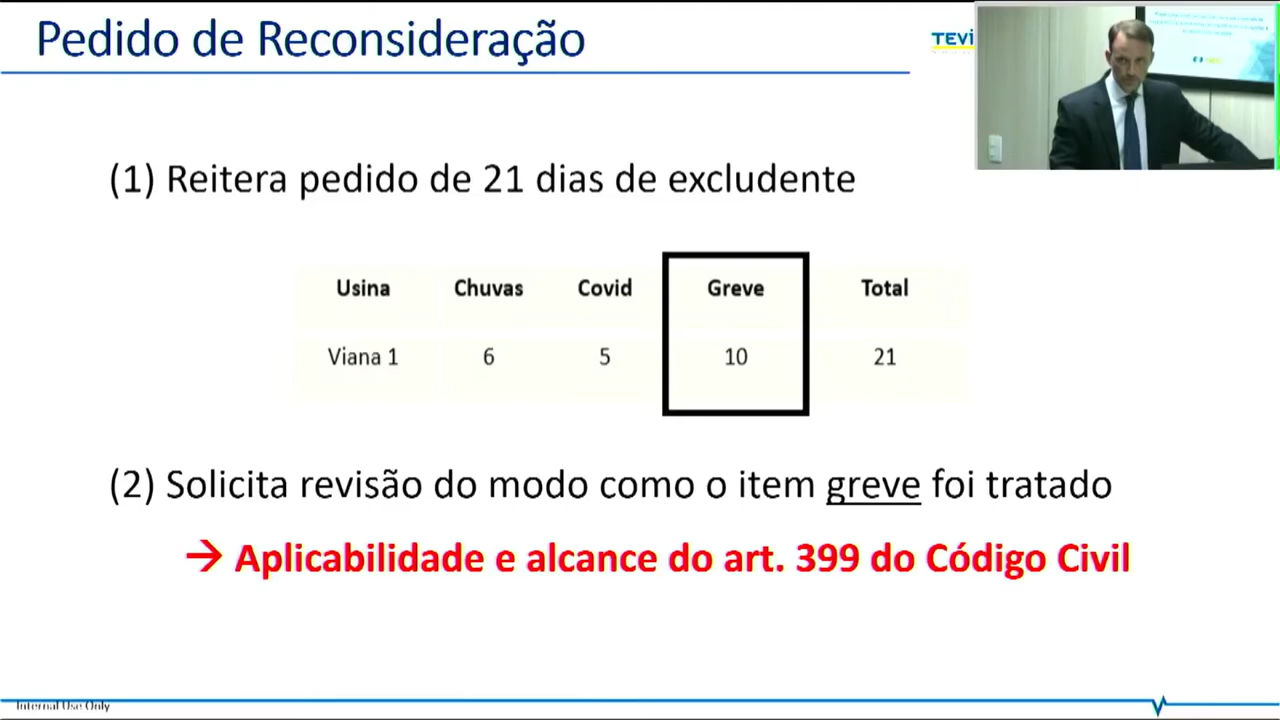 Pedido de Reconsideração
TEVI
(1) Reitera pedido de 21 dias de excludente
Usina Chuvas Covid Greve Total
Viana 1 6 5 10 21
(2) Solicita revisão do modo como o item greve foi tratado
→ Aplicabilidade e alcance do art. 399 do Código Civil
Internal Use Only